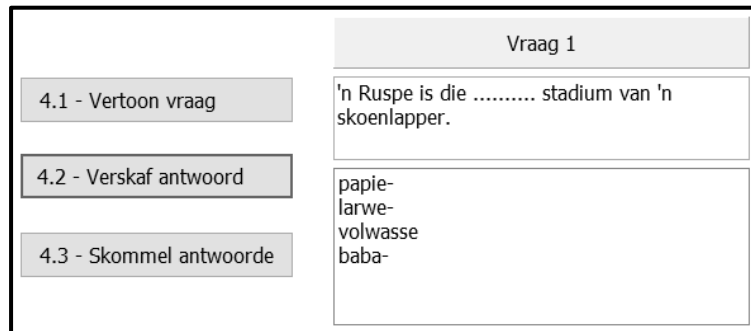 Vraag 1
4.1 - Vertoon vraag
'n Ruspe is die .......... stadium van 'n
skoenlapper.
4.2 - Verskaf antwoord
papie-
larwe-
volwasse
baba-
4.3 - Skommel antwoorde